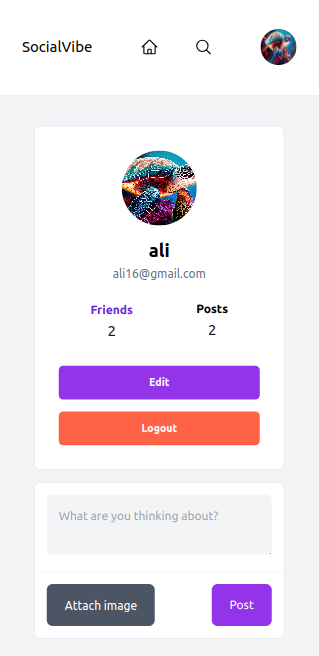 SocialVibe
ali
ali16@gmail.com
Friends Posts
2 2
Edit
Logout
What are you thinking about?
Attach image Post